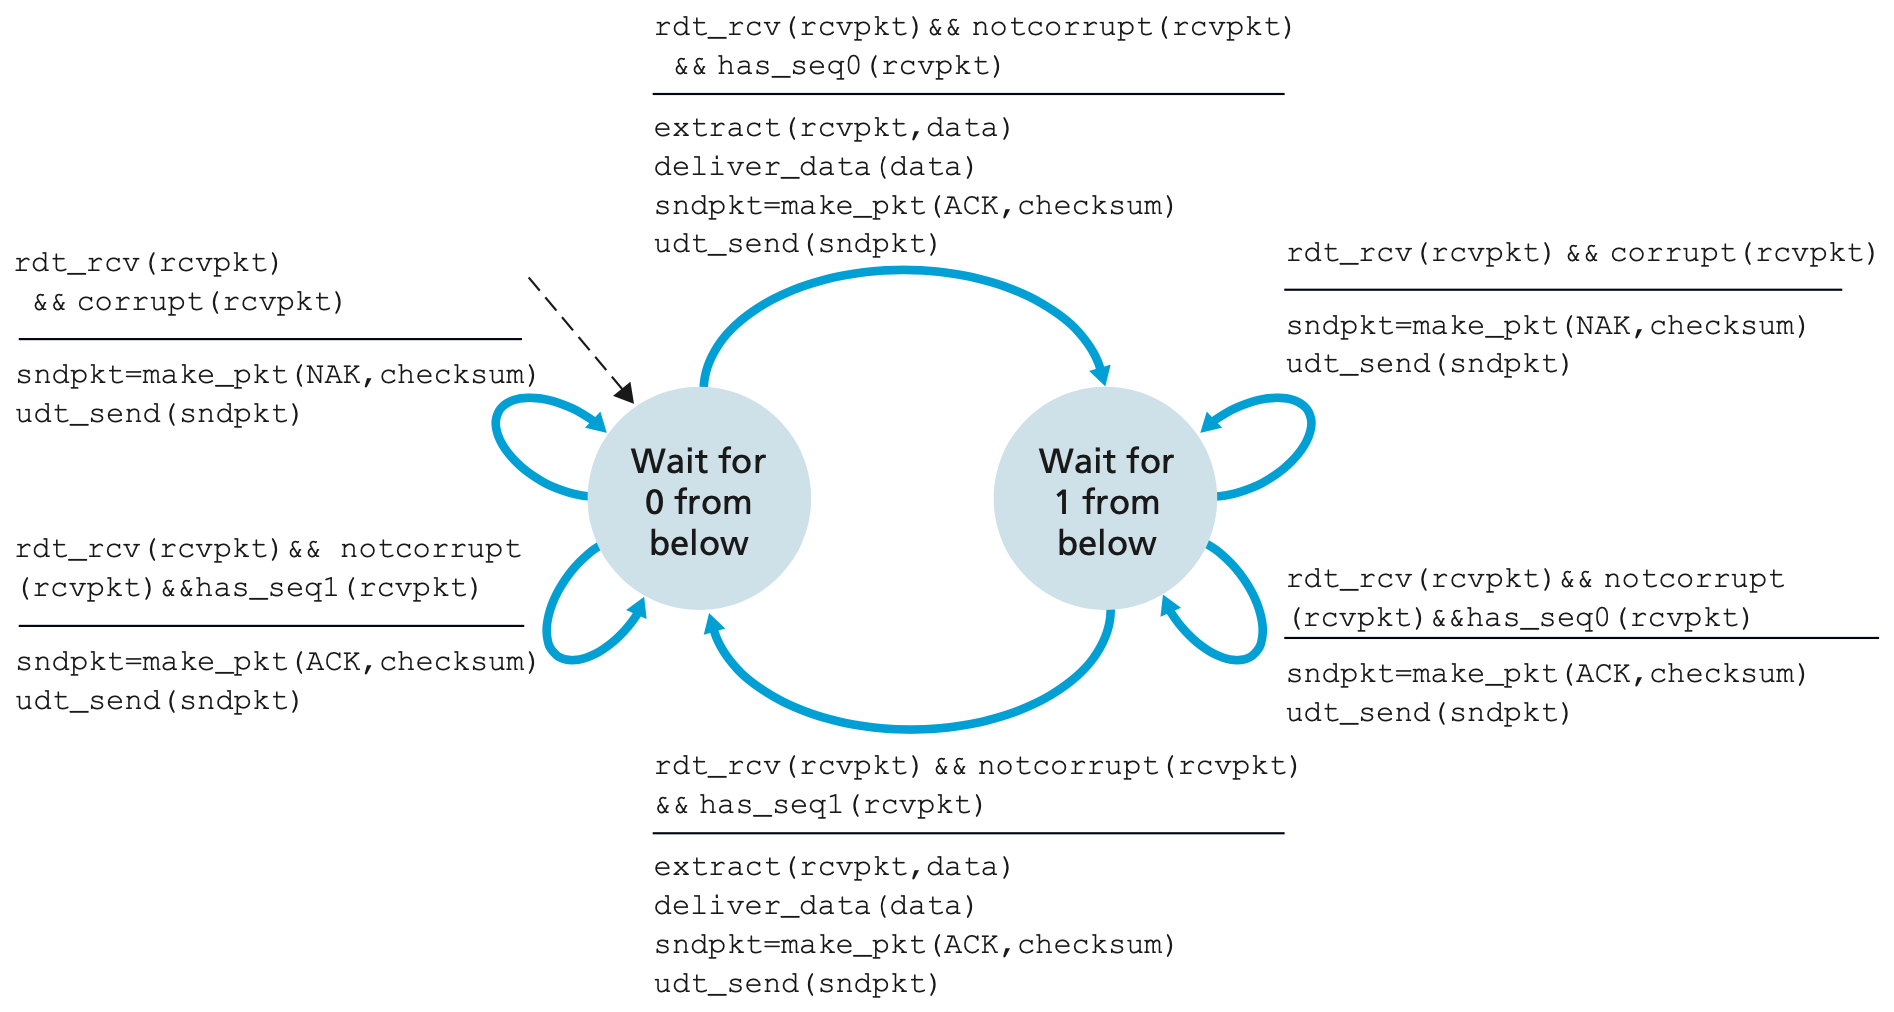 rdt_rcv(rcvpkt)&& notcorrupt(rcvpkt)
&& has_seq0(rcvpkt)
extract(rcvpkt,data)
deliver_data(data)
sndpkt=make_pkt(ACK,checksum)
udt_send(sndpkt)
rdt_rcv(rcvpkt)
&& corrupt(rcvpkt)
sndpkt=make_pkt(NAK,checksum)
udt_send(sndpkt)
rdt_rcv(rcvpkt) && corrupt(rcvpkt)
sndpkt=make_pkt(NAK,checksum)
udt_send(sndpkt)
Wait for
0 from
below
Wait for
1 from
below
rdt_rcv(rcvpkt)&& notcorrupt
(rcvpkt)&&has_seq1(rcvpkt)
sndpkt=make_pkt(ACK,checksum)
udt_send(sndpkt)
rdt_rcv(rcvpkt)&& notcorrupt
(rcvpkt)&&has_seq0(rcvpkt)
sndpkt=make_pkt(ACK,checksum)
udt_send(sndpkt)
rdt_rcv(rcvpkt) && notcorrupt(rcvpkt)
&& has_seq1(rcvpkt)
extract(rcvpkt,data)
deliver_data(data)
sndpkt=make_pkt(ACK,checksum)
udt_send(sndpkt)